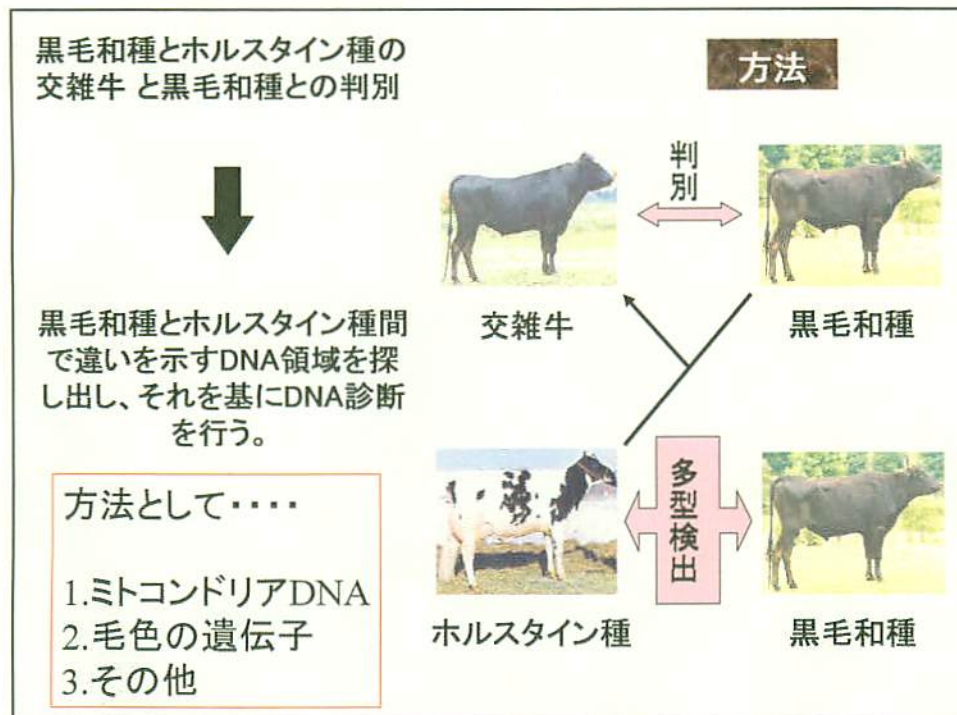 黒毛和種とホルスタイン種の
交雑牛 と黒毛和種との判別
方法
判別
交雑牛
黒毛和種
黒毛和種とホルスタイン種間
で違いを示すDNA領域を探
し出し、それを基にDNA診断
を行う。
方法として・・・・
1.ミトコンドリアDNA
2.毛色の遺伝子
3.その他
多型検出
ホルスタイン種
黒毛和種